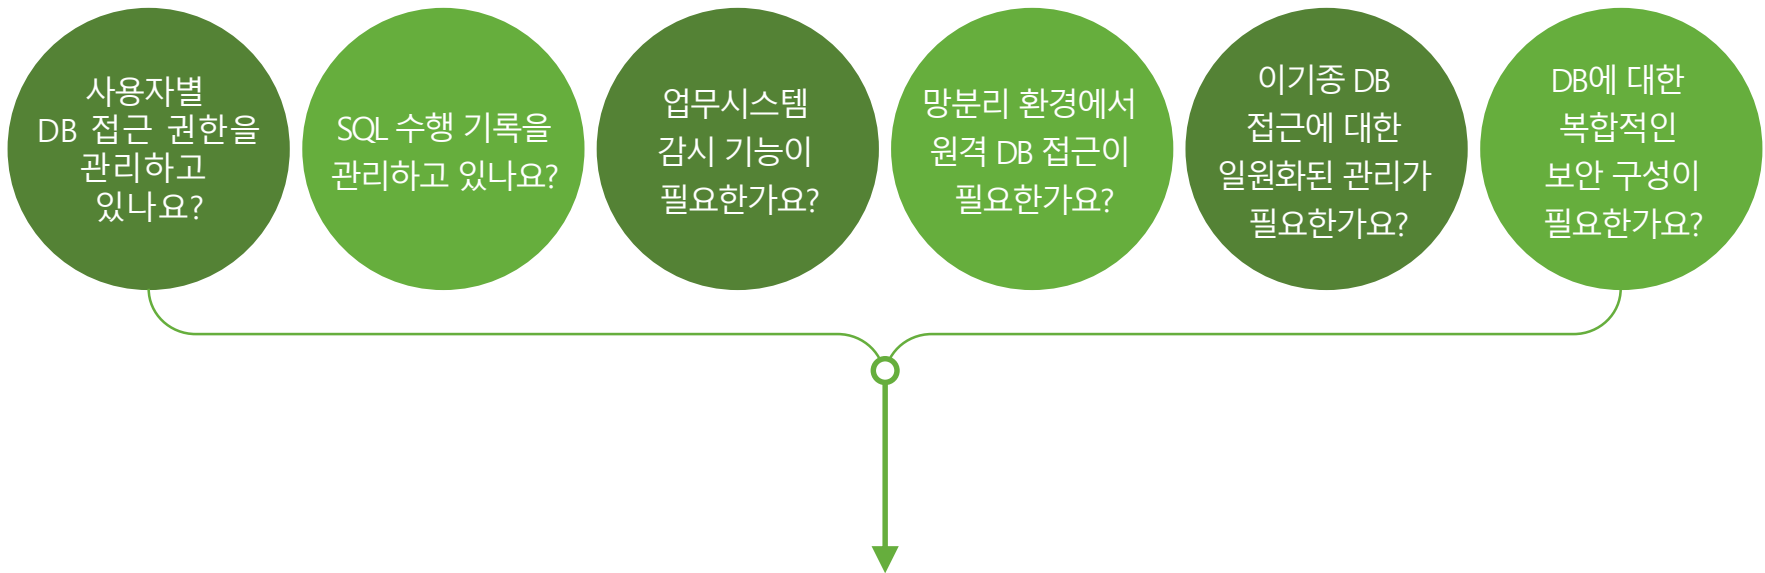 사용자별
DB 접근 권한을
관리하고
있나요?
SQL 수행 기록을
관리하고 있나요?
업무시스템
감시 기능이
필요한가요?
망분리 환경에서
원격 DB 접근이
필요한가요?
이기종 DB
접근에 대한
일원화된 관리가
필요한가요?
DB에 대한
복합적인
보안 구성이
필요한가요?